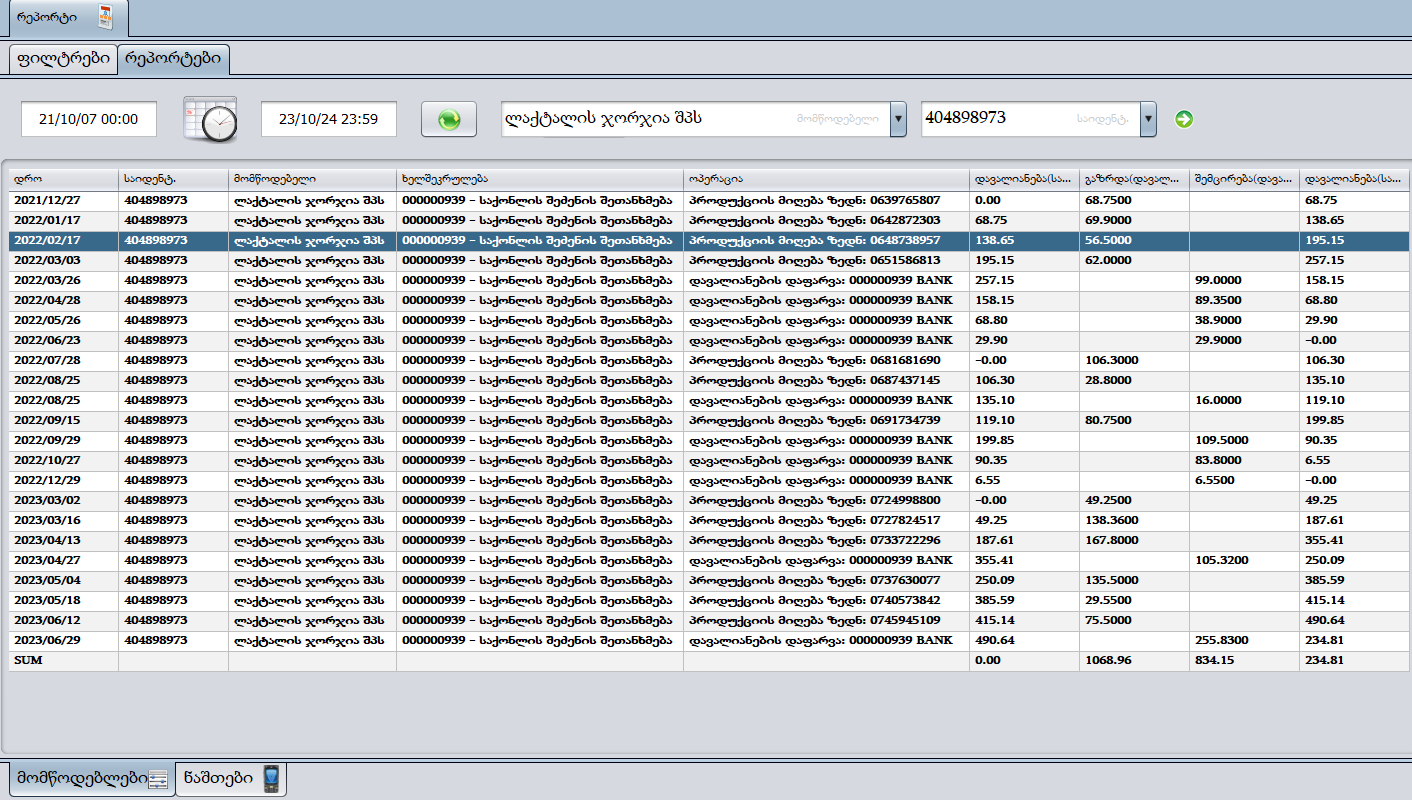 რეპორტი
ფილტრები რეპორტები
21/10/07 00:00 23/10/24 23:59 ლაქტალის ჯორჯია შპს მომწოდებელი 404898973 საიდენტ.
დრო საიდენტ. მომწოდებელი ხელშეკრულება ოპერაცია დავალიანება(სა... გაზრდა(დავალ... შემცირება(დავა... დავალიანება(სა...
2021/12/27 404898973 ლაქტალის ჯორჯია შპს 000000939 - საქონლის შეძენის შეთანხმება პროდუქციის მიღება ზედნ: 0639765807 0.00 68.7500 68.75
2022/01/17 404898973 ლაქტალის ჯორჯია შპს 000000939 - საქონლის შეძენის შეთანხმება პროდუქციის მიღება ზედნ: 0642872303 68.75 69.9000 138.65
2022/02/17 404898973 ლაქტალის ჯორჯია შპს 000000939 - საქონლის შეძენის შეთანხმება პროდუქციის მიღება ზედნ: 0648738957 138.65 56.5000 195.15
2022/03/03 404898973 ლაქტალის ჯორჯია შპს 000000939 - საქონლის შეძენის შეთანხმება პროდუქციის მიღება ზედნ: 0651586813 195.15 62.0000 257.15
2022/03/26 404898973 ლაქტალის ჯორჯია შპს 000000939 - საქონლის შეძენის შეთანხმება დავალიანების დაფარვა: 000000939 BANK 257.15 99.0000 158.15
2022/04/28 404898973 ლაქტალის ჯორჯია შპს 000000939 - საქონლის შეძენის შეთანხმება დავალიანების დაფარვა: 000000939 BANK 158.15 89.3500 68.80
2022/05/26 404898973 ლაქტალის ჯორჯია შპს 000000939 - საქონლის შეძენის შეთანხმება დავალიანების დაფარვა: 000000939 BANK 68.80 38.9000 29.90
2022/06/23 404898973 ლაქტალის ჯორჯია შპს 000000939 - საქონლის შეძენის შეთანხმება დავალიანების დაფარვა: 000000939 BANK 29.90 29.9000 -0.00
2022/07/28 404898973 ლაქტალის ჯორჯია შპს 000000939 - საქონლის შეძენის შეთანხმება პროდუქციის მიღება ზედნ: 0681681690 -0.00 106.3000 106.30
2022/08/25 404898973 ლაქტალის ჯორჯია შპს 000000939 - საქონლის შეძენის შეთანხმება პროდუქციის მიღება ზედნ: 0687437145 106.30 28.8000 135.10
2022/08/25 404898973 ლაქტალის ჯორჯია შპს 000000939 - საქონლის შეძენის შეთანხმება დავალიანების დაფარვა: 000000939 BANK 135.10 16.0000 119.10
2022/09/15 404898973 ლაქტალის ჯორჯია შპს 000000939 - საქონლის შეძენის შეთანხმება პროდუქციის მიღება ზედნ: 0691734739 119.10 80.7500 199.85
2022/09/29 404898973 ლაქტალის ჯორჯია შპს 000000939 - საქონლის შეძენის შეთანხმება დავალიანების დაფარვა: 000000939 BANK 199.85 109.5000 90.35
2022/10/27 404898973 ლაქტალის ჯორჯია შპს 000000939 - საქონლის შეძენის შეთანხმება დავალიანების დაფარვა: 000000939 BANK 90.35 83.8000 6.55
2022/12/29 404898973 ლაქტალის ჯორჯია შპს 000000939 - საქონლის შეძენის შეთანხმება დავალიანების დაფარვა: 000000939 BANK 6.55 6.5500 -0.00
2023/03/02 404898973 ლაქტალის ჯორჯია შპს 000000939 - საქონლის შეძენის შეთანხმება პროდუქციის მიღება ზედნ: 0724998800 -0.00 49.2500 49.25
2023/03/16 404898973 ლაქტალის ჯორჯია შპს 000000939 - საქონლის შეძენის შეთანხმება პროდუქციის მიღება ზედნ: 0727824517 49.25 138.3600 187.61
2023/04/13 404898973 ლაქტალის ჯორჯია შპს 000000939 - საქონლის შეძენის შეთანხმება პროდუქციის მიღება ზედნ: 0733722296 187.61 167.8000 355.41
2023/04/27 404898973 ლაქტალის ჯორჯია შპს 000000939 - საქონლის შეძენის შეთანხმება დავალიანების დაფარვა: 000000939 BANK 355.41 105.3200 250.09
2023/05/04 404898973 ლაქტალის ჯორჯია შპს 000000939 - საქონლის შეძენის შეთანხმება პროდუქციის მიღება ზედნ: 0737630077 250.09 135.5000 385.59
2023/05/18 404898973 ლაქტალის ჯორჯია შპს 000000939 - საქონლის შეძენის შეთანხმება პროდუქციის მიღება ზედნ: 0740573842 385.59 29.5500 415.14
2023/06/12 404898973 ლაქტალის ჯორჯია შპს 000000939 - საქონლის შეძენის შეთანხმება პროდუქციის მიღება ზედნ: 0745945109 415.14 75.5000 490.64
2023/06/29 404898973 ლაქტალის ჯორჯია შპს 000000939 - საქონლის შეძენის შეთანხმება დავალიანების დაფარვა: 000000939 BANK 490.64 255.8300 234.81
SUM 0.00 1068.96 834.15 234.81
მომწოდებლები ნაშთები